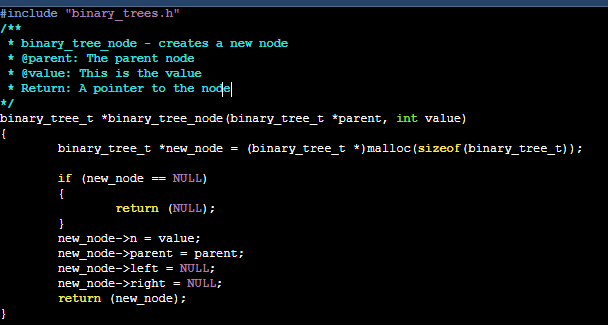 #include "binary_trees.h"
/**
 * binary_tree_node - creates a new node
 * @parent: The parent node
 * @value: This is the value
 * Return: A pointer to the node
*/
binary_tree_t *binary_tree_node(binary_tree_t *parent, int value)
{
        binary_tree_t *new_node = (binary_tree_t *)malloc(sizeof(binary_tree_t));

        if (new_node == NULL)
        {
                return (NULL);
        }
        new_node->n = value;
        new_node->parent = parent;
        new_node->left = NULL;
        new_node->right = NULL;
        return (new_node);
}